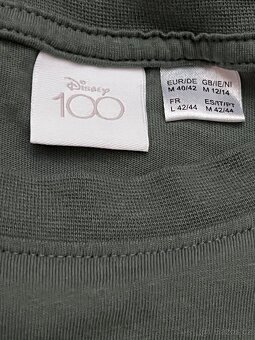 Disney
100
EUR/DE GB/IE/NI
M 40/42 M 12/14
FR ES/IT/PT
L 42/44 M 42/44